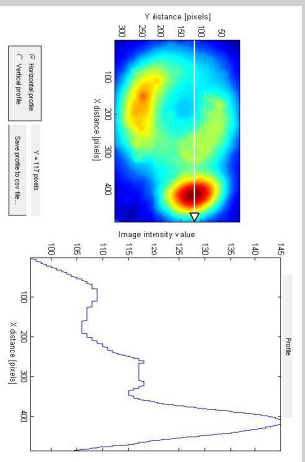 Y distance [pixels]
300 250 200 150 100 50
100
200
300
400
X distance [pixels]
Horizontal profile
Vertical profile
Y = 117 pixels
Save profile to csv file...
Profile
Image intensity value
145
140
135
130
125
120
115
110
105
100
100
200
300
400
X distance [pixels]